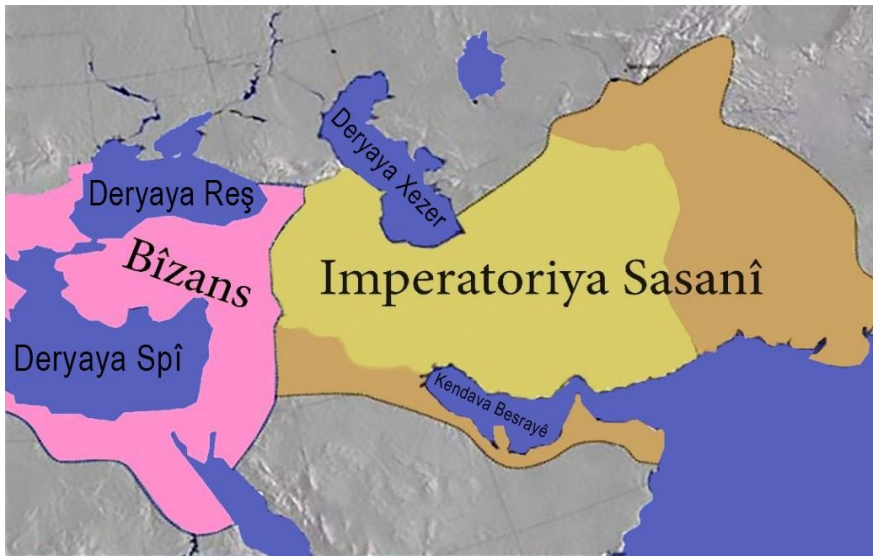 Deryaya Xezer
Deryaya Reş
Bîzans
Imperatoriya Sasanî
Deryaya Spî
Kendava Besrayê